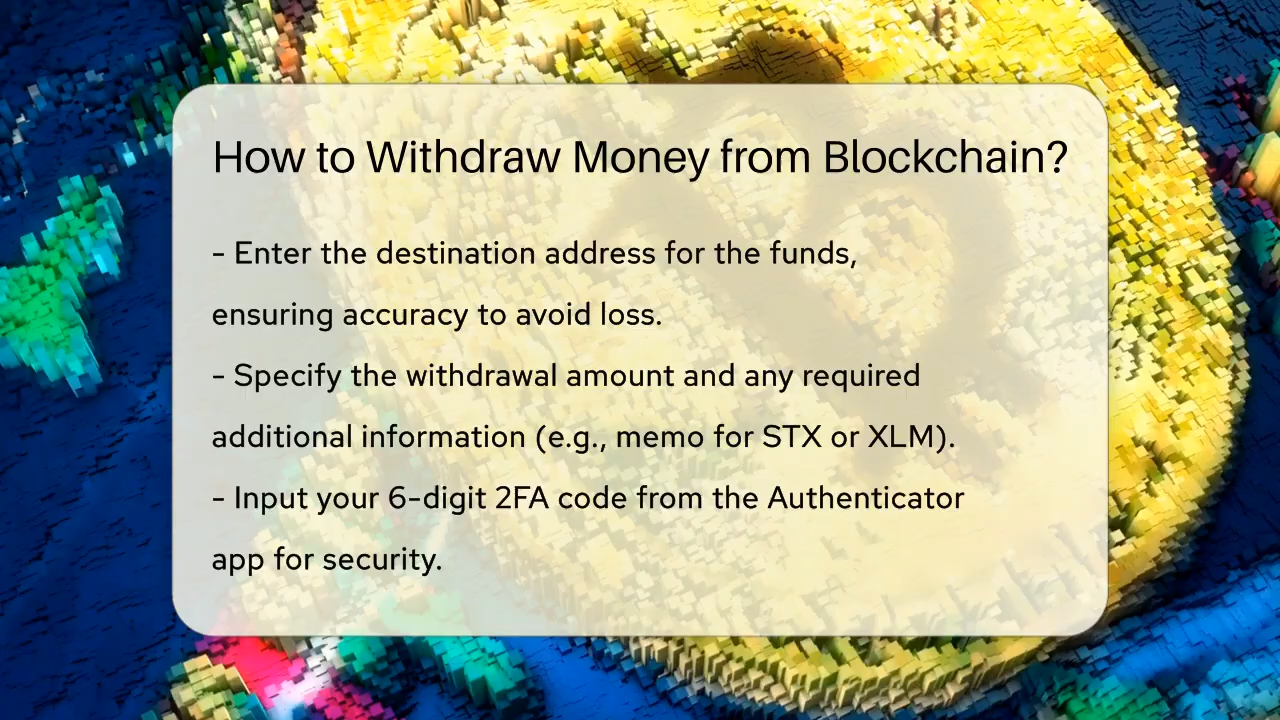 How to Withdraw Money from Blockchain?
- Enter the destination address for the funds,
ensuring accuracy to avoid loss.
- Specify the withdrawal amount and any required
additional information (e.g., memo for STX or XLM).
- Input your 6-digit 2FA code from the Authenticator
app for security.